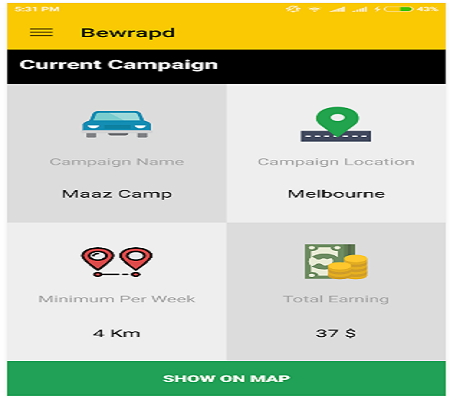 5:31 PM 43%
Bewrapd
Current Campaign
Campaign Name Campaign Location
Maaz Camp Melbourne
Minimum Per Week Total Earning
4 Km 37 $
SHOW ON MAP